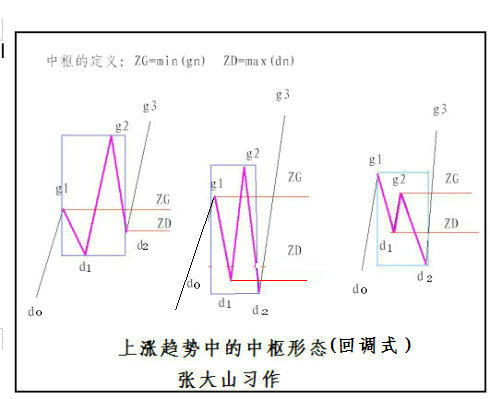 中枢的定义: ZG=min(gn) ZD=max(dn)
g3
g2
g1
ZG
ZD
d1
d2
do
g3
g2
g1
ZG
ZD
do
d1
d2
g3
g1
g2
ZG
ZD
d1
d2
do
上涨趋势中的中枢形态(回调式)
张大山习作